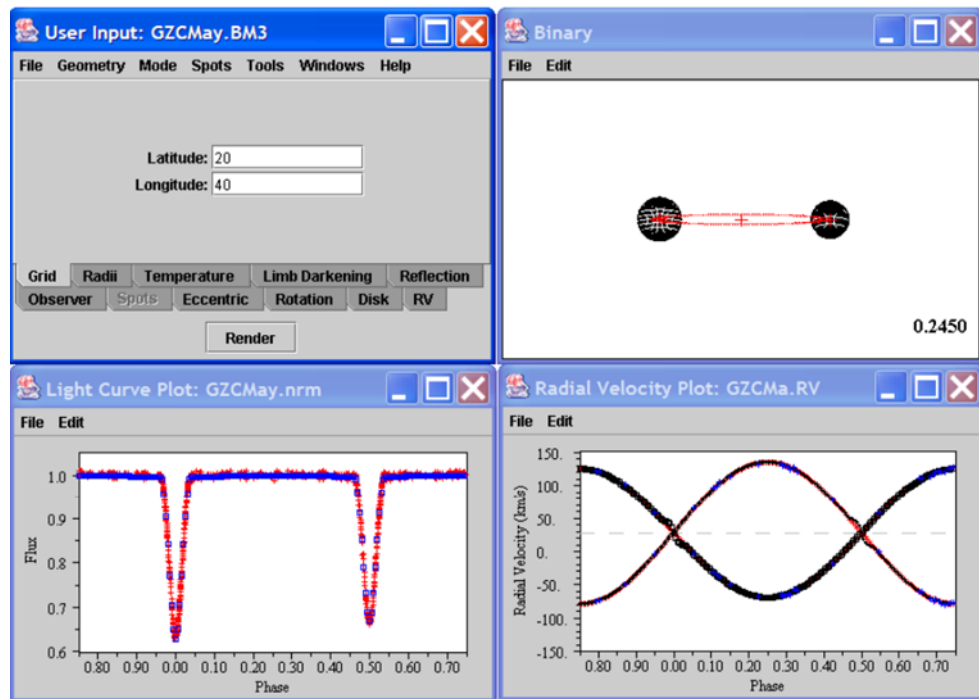 User Input: GZCMay.BM3
File Geometry Mode Spots Tools Windows Help
Latitude: 20
Longitude: 40
Grid Radii Temperature Limb Darkening Reflection
Observer Spots Eccentric Rotation Disk RV
Render
Binary
File Edit
0.2450
Light Curve Plot: GZCMay.nrm
File Edit
1.0
0.9
0.8
0.7
0.6
Flux
0.80 0.90 0.00 0.10 0.20 0.30 0.40 0.50 0.60 0.70
Phase
Radial Velocity Plot: GZCMa.RV
File Edit
150.
100.
50.
0.
-50.
-100.
-150.
Radial Velocity (km/s)
0.80 0.90 0.00 0.10 0.20 0.30 0.40 0.50 0.60 0.70
Phase